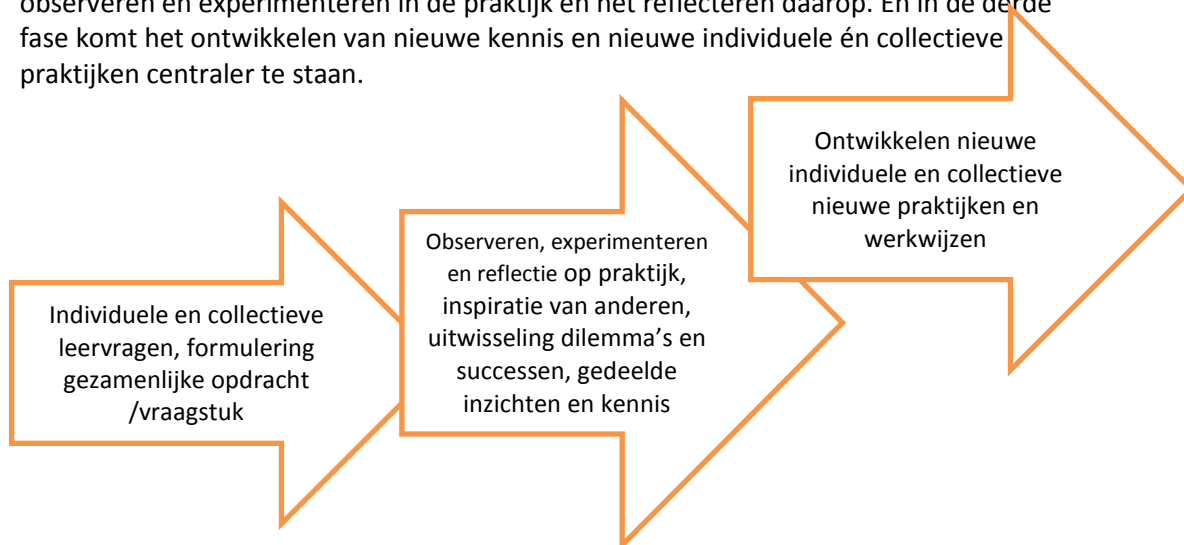 observeren en experimenteren in de praktijk en het reflecteren daarop. En in de derde
fase komt het ontwikkelen van nieuwe kennis en nieuwe individuele én collectieve
praktijken centraler te staan.
Individuele en collectieve
leervragen, formulering
gezamenlijke opdracht
/vraagstuk
Observeren, experimenteren
en reflectie op praktijk,
inspiratie van anderen,
uitwisseling dilemma’s en
successen, gedeelde
inzichten en kennis
Ontwikkelen nieuwe
individuele en collectieve
nieuwe praktijken en
werkwijzen